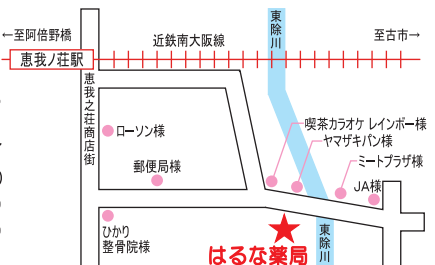 ←至阿倍野橋
近鉄南大阪線
東除川
至古市→
恵我ノ荘駅
恵我之荘商店街
ローソン様
郵便局様
喫茶カラオケ レインボー様
ヤマザキパン様
ミートプラザ様
JA様
ひかり
整骨院様
はるな薬局
東除川